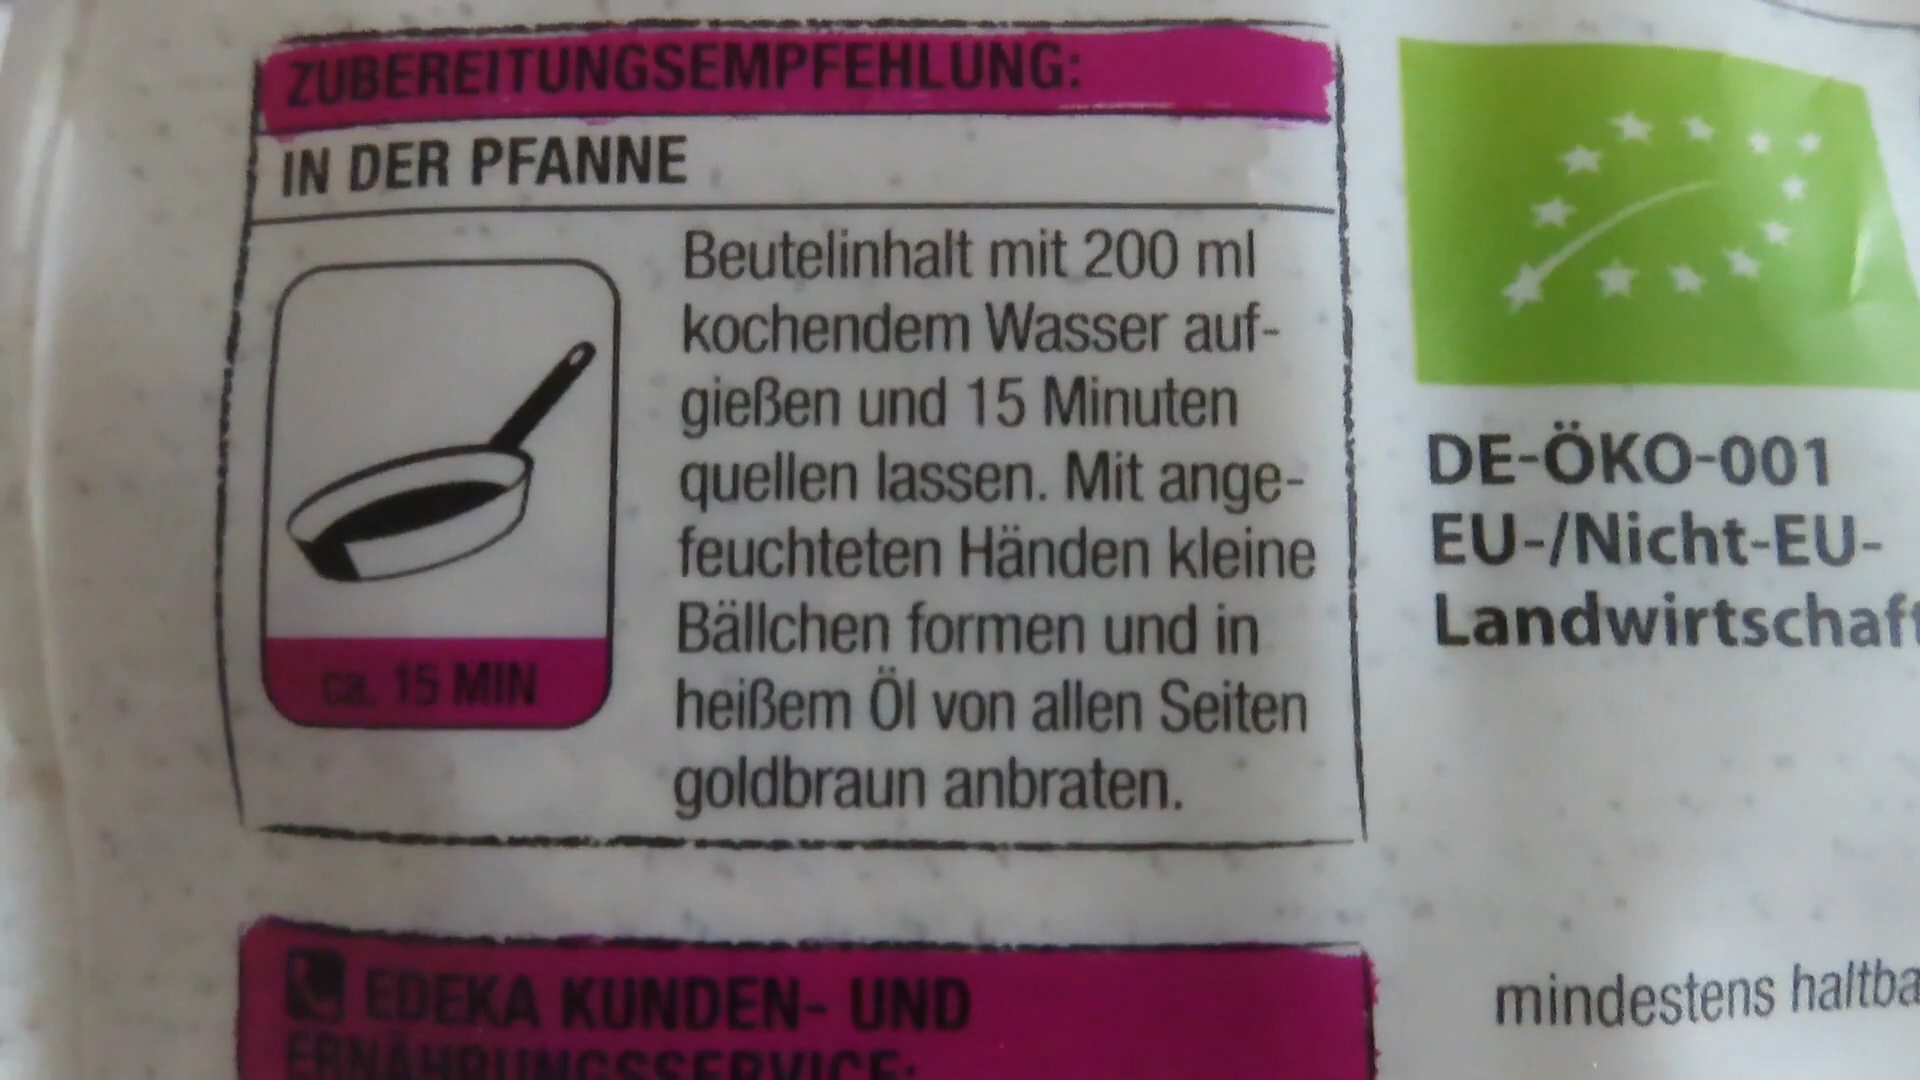 ZUBEREITUNGSEMPFEHLUNG:
IN DER PFANNE
Beutelinhalt mit 200 ml
kochendem Wasser auf-
gießen und 15 Minuten
quellen lassen. Mit ange-
feuchteten Händen kleine
Bällchen formen und in
heißem Öl von allen Seiten
goldbraun anbraten.
ca. 15 MIN
DE-ÖKO-001
EU-/Nicht-EU-
Landwirtschaft
mindestens haltba
EDEKA KUNDEN- UND
ERNÄHRUNGSSERVICE: